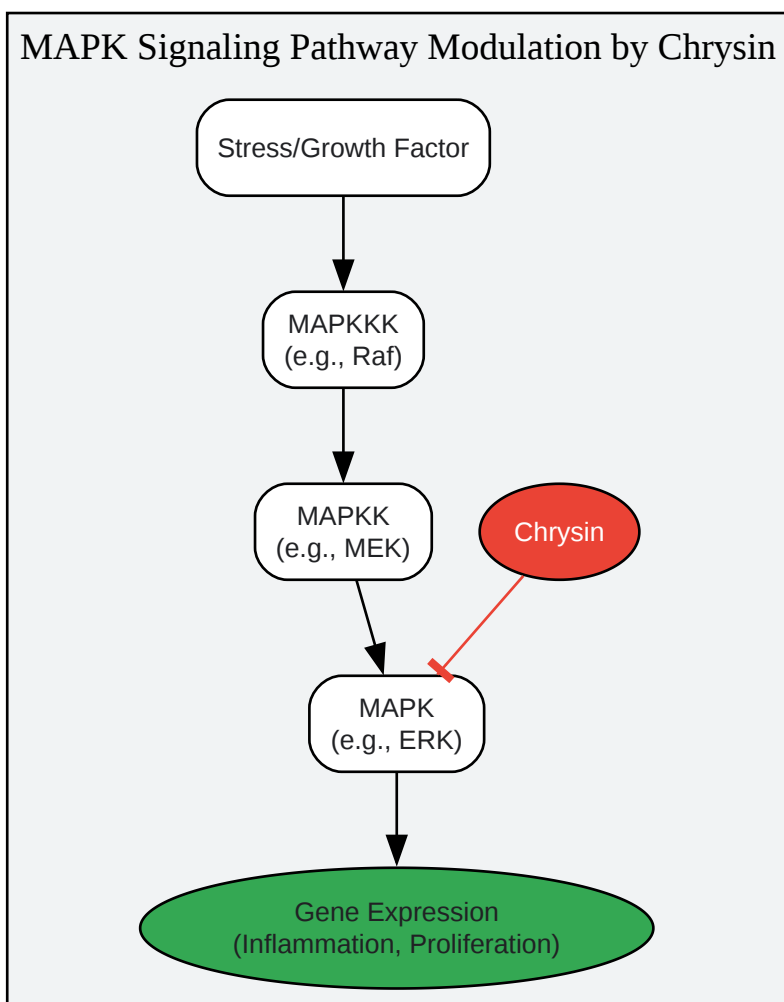 MAPK Signaling Pathway Modulation by Chrysin
Stress/Growth Factor
MAPKKK
(e.g., Raf)
MAPKK
(e.g., MEK)
Chrysin
MAPK
(e.g., ERK)
Gene Expression
(Inflammation, Proliferation)